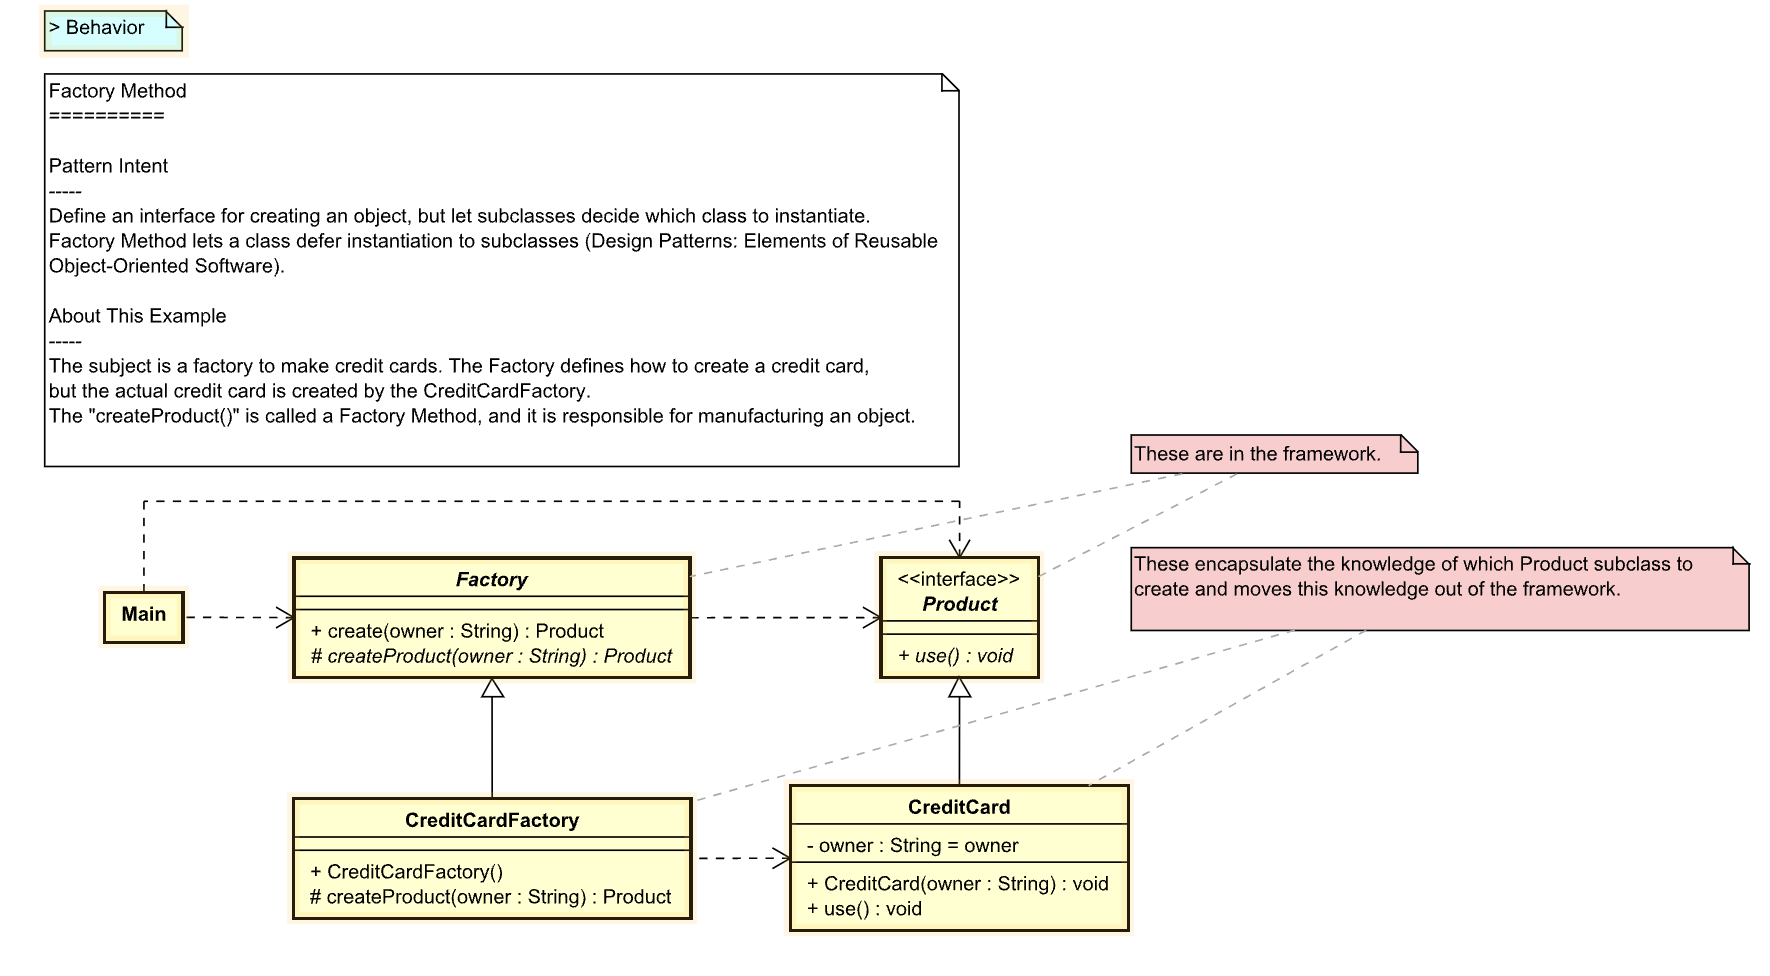 > Behavior
Factory Method
==========
Pattern Intent
-----
Define an interface for creating an object, but let subclasses decide which class to instantiate.
Factory Method lets a class defer instantiation to subclasses (Design Patterns: Elements of Reusable
Object-Oriented Software).
About This Example
-----
The subject is a factory to make credit cards. The Factory defines how to create a credit card,
but the actual credit card is created by the CreditCardFactory.
The "createProduct()" is called a Factory Method, and it is responsible for manufacturing an object.
These are in the framework.
These encapsulate the knowledge of which Product subclass to
create and moves this knowledge out of the framework.
Main
Factory
+ create(owner : String) : Product
# createProduct(owner : String) : Product
<<interface>>
Product
+ use() : void
CreditCardFactory
+ CreditCardFactory()
# createProduct(owner : String) : Product
CreditCard
- owner : String = owner
+ CreditCard(owner : String) : void
+ use() : void